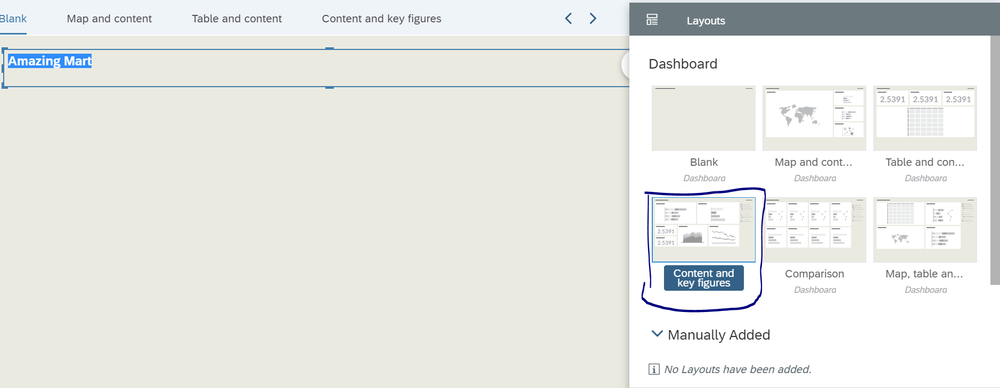 Blank Map and content Table and content Content and key figures
Amazing Mart
Layouts
Dashboard
2.5391 2.5391 2.5391
Blank Map and cont... Table and con...
Dashboard Dashboard Dashboard
2.5391
2.5391
Content and
key figures
Comparison Map, table an...
Dashboard Dashboard
Manually Added
No Layouts have been added.